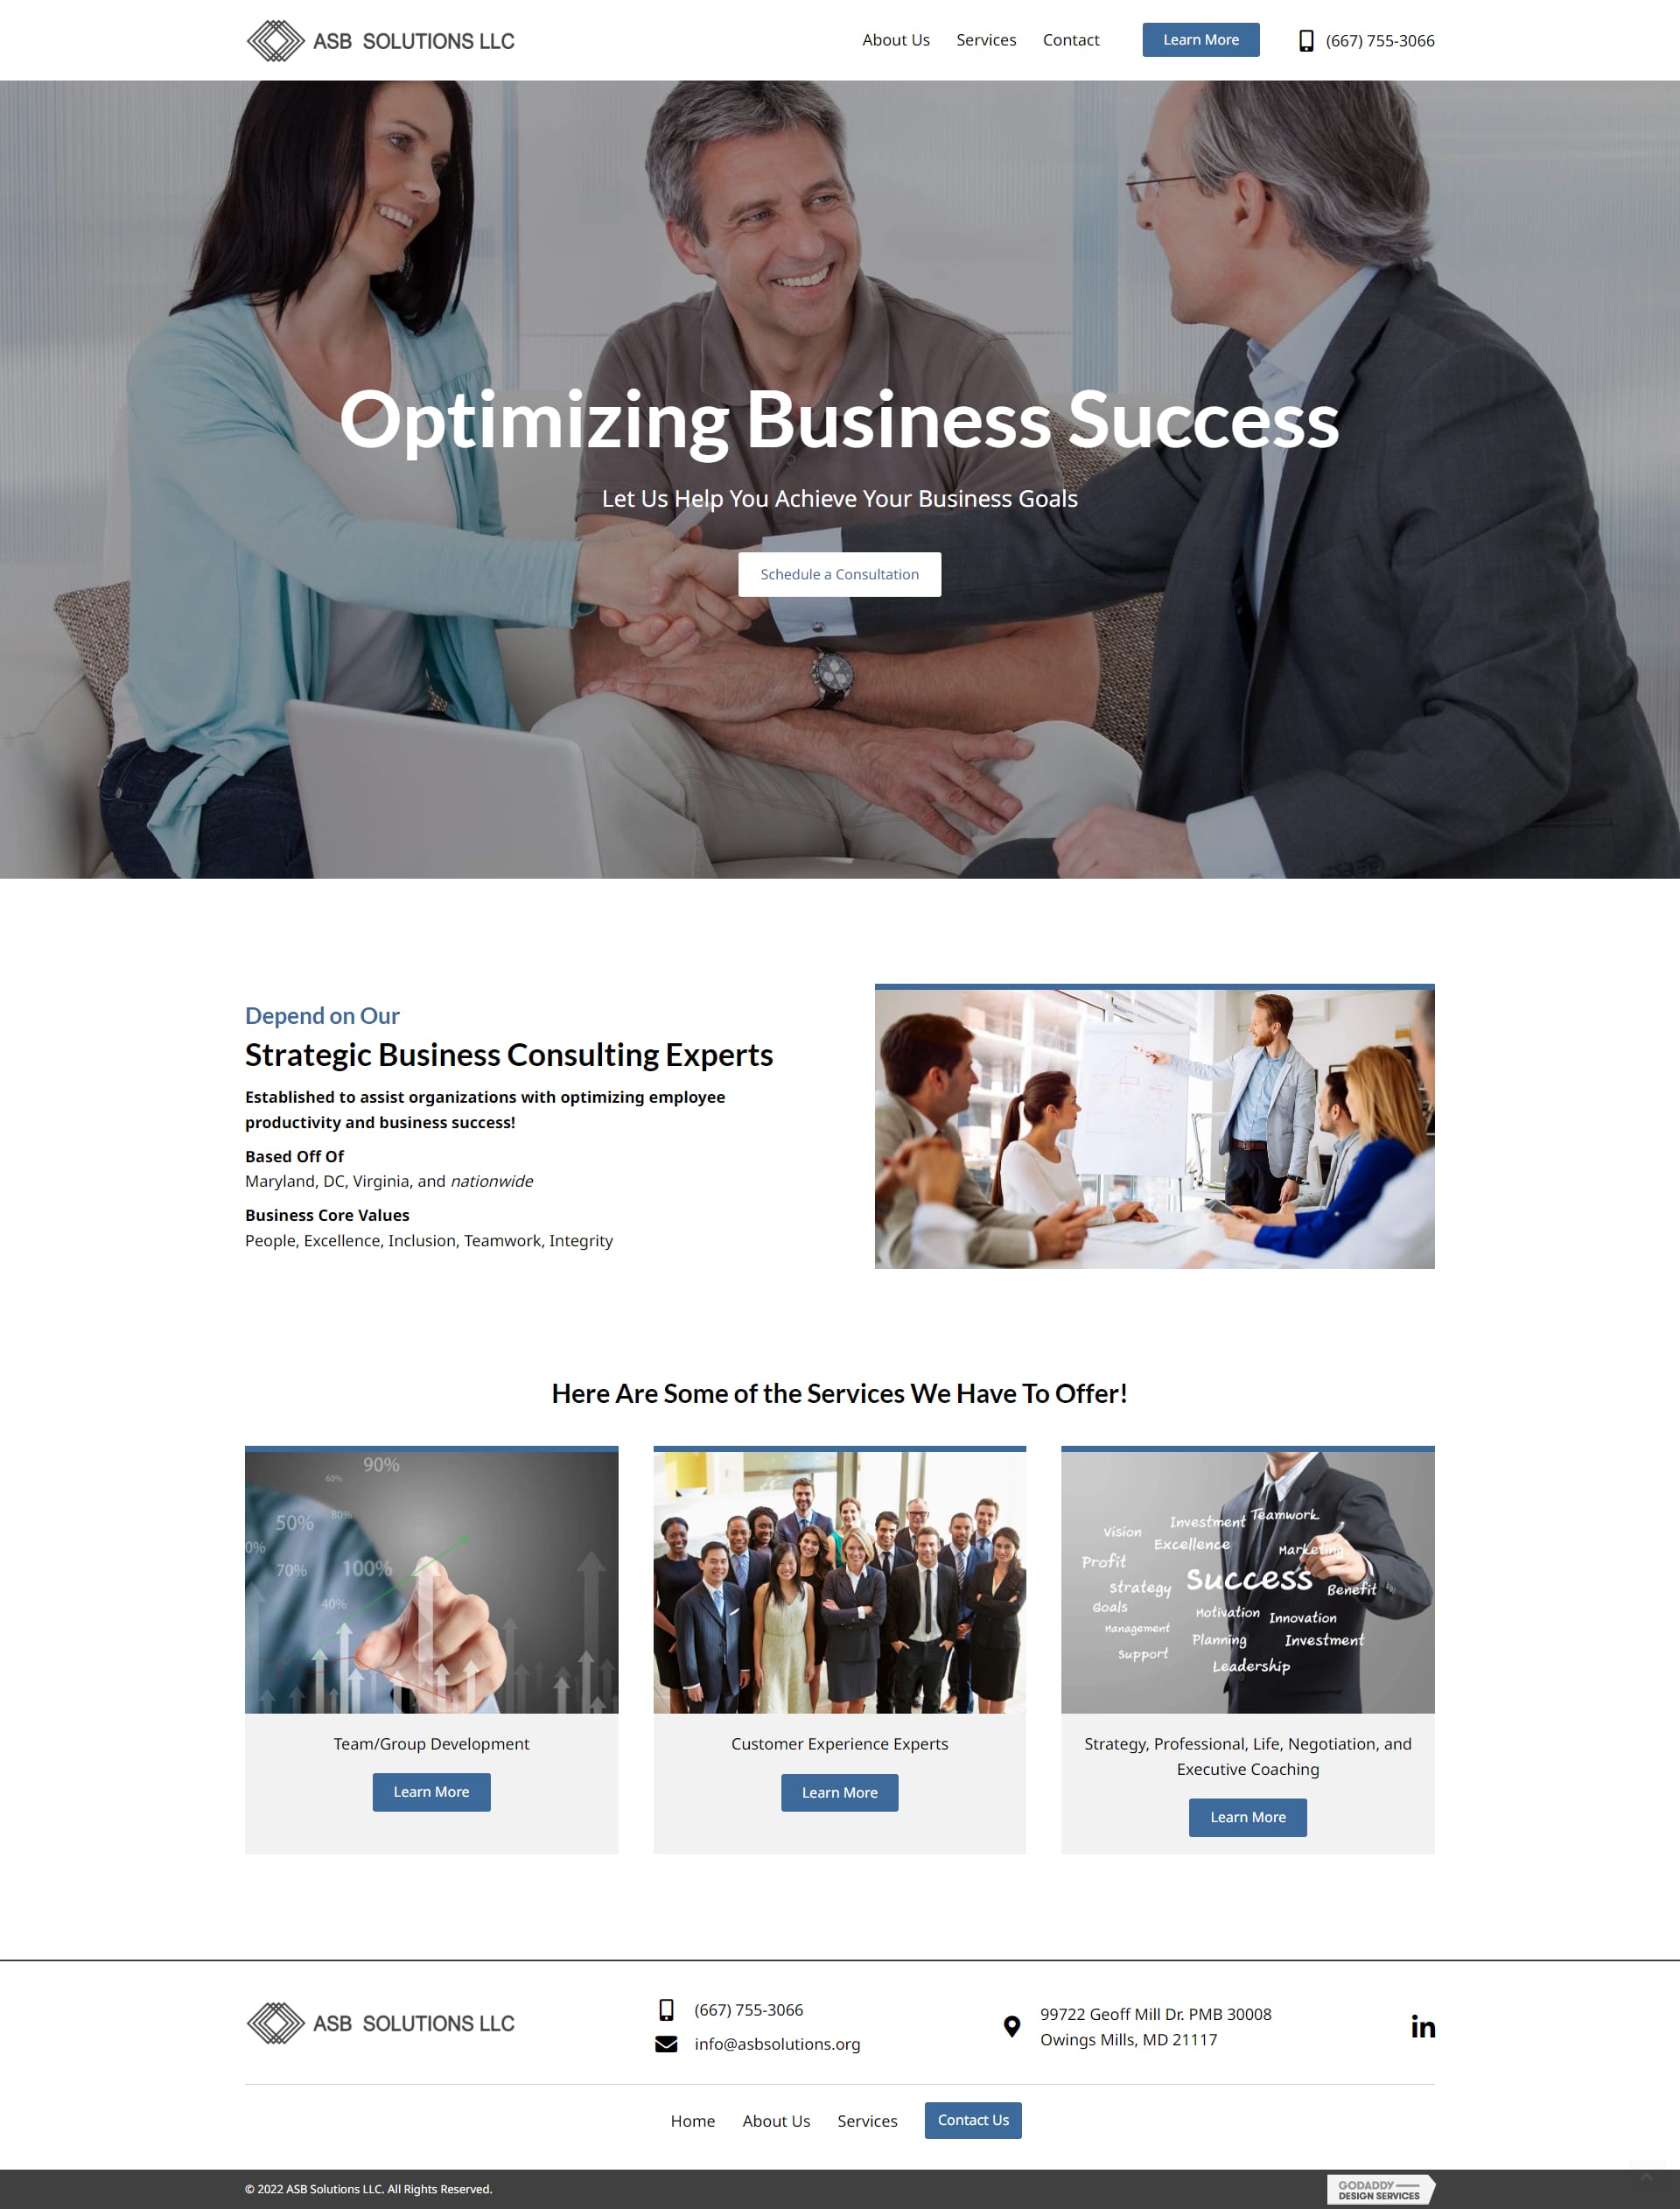 ASB SOLUTIONS LLC
About Us
Services
Contact
Learn More
(667) 755-3066
Optimizing Business Success
Let Us Help You Achieve Your Business Goals
Schedule a Consultation
Depend on Our
Strategic Business Consulting Experts
Established to assist organizations with optimizing employee
productivity and business success!
Based Off Of
Maryland, DC, Virginia, and nationwide
Business Core Values
People, Excellence, Inclusion, Teamwork, Integrity
Here Are Some of the Services We Have To Offer!
90%
60%
80%
50%
0%
70%
100%
40%
Team/Group Development
Learn More
Customer Experience Experts
Learn More
Vision
Investment
Teamwork
Excellence
Marketing
Profit
Strategy
Success
Benefit
Goals
Motivation
Innovation
Management
Planning
Investment
Support
Leadership
Strategy, Professional, Life, Negotiation, and
Executive Coaching
Learn More
ASB SOLUTIONS LLC
(667) 755-3066
info@asbsolutions.org
99722 Geoff Mill Dr. PMB 30008
Owings Mills, MD 21117
in
Home
About Us
Services
Contact Us
© 2022 ASB Solutions LLC. All Rights Reserved.
GODADDY
DESIGN SERVICES